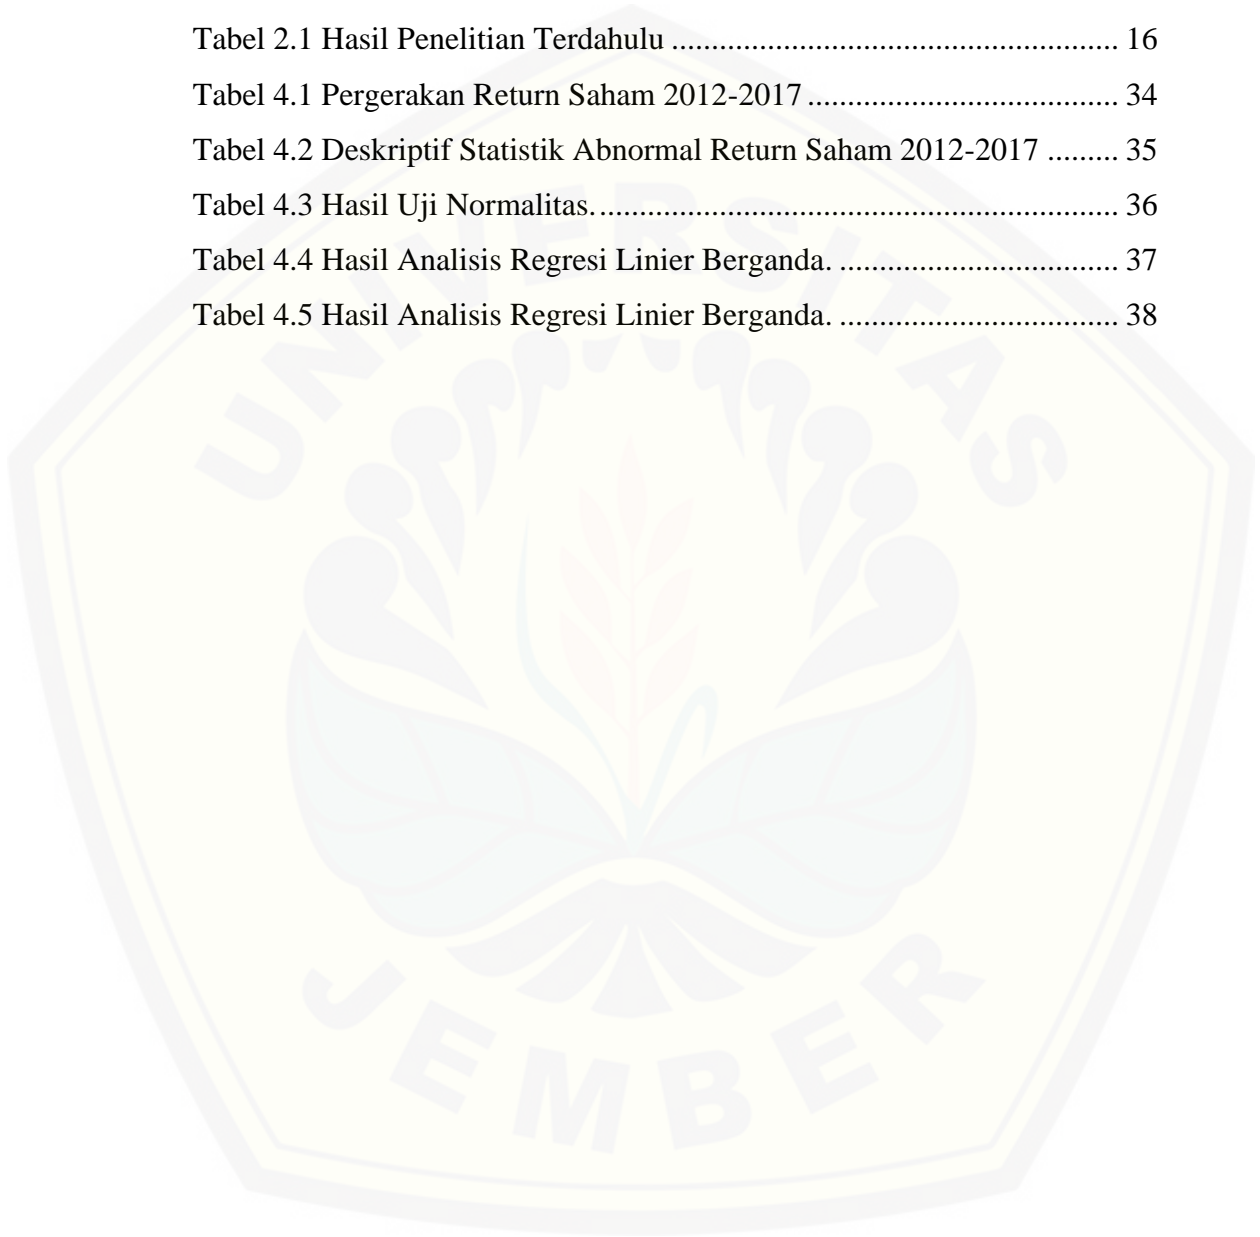 Tabel 2.1 Hasil Penelitian Terdahulu ..................................................... 16
Tabel 4.1 Pergerakan Return Saham 2012-2017 ..................................... 34
Tabel 4.2 Deskriptif Statistik Abnormal Return Saham 2012-2017 ......... 35
Tabel 4.3 Hasil Uji Normalitas. .............................................................. 36
Tabel 4.4 Hasil Analisis Regresi Linier Berganda. ................................. 37
Tabel 4.5 Hasil Analisis Regresi Linier Berganda. ................................. 38
UNIVERSITAS
JEMBER